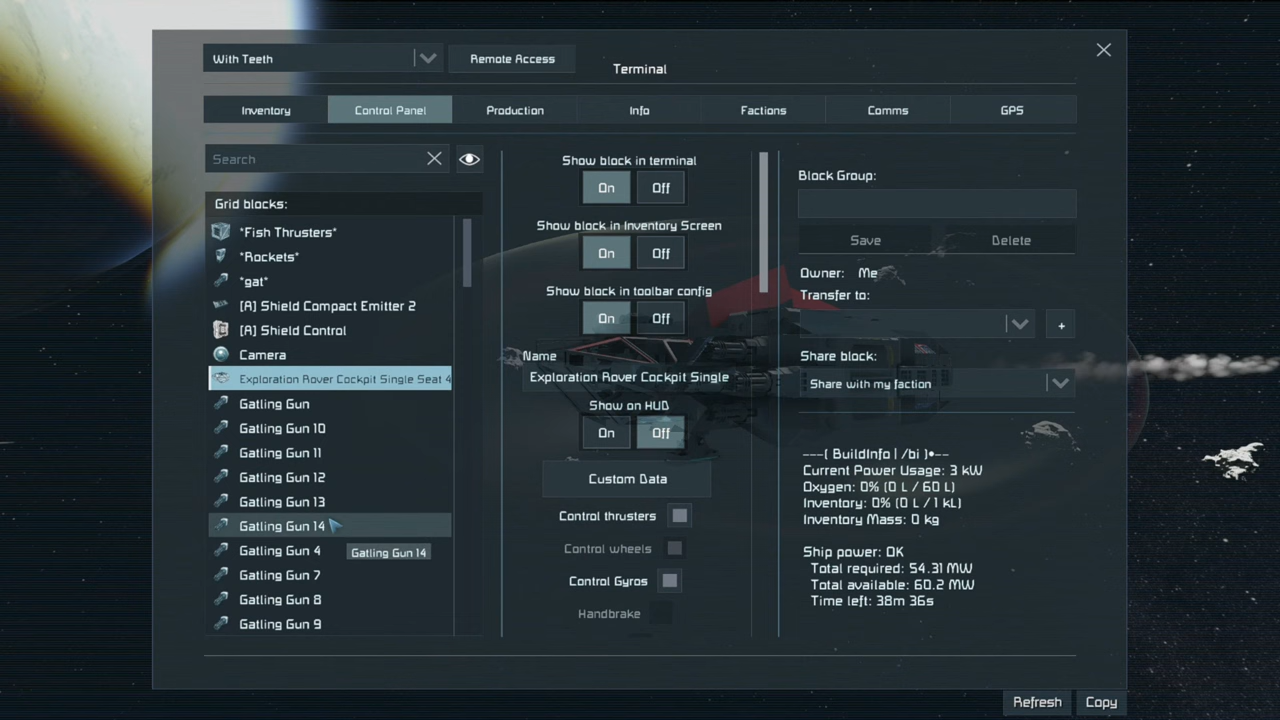 With Teeth
Remote Access
Terminal
Inventory
Control Panel
Production
Info
Factions
Comms
GPS
Search
Grid blocks:
*Fish Thrusters*
*Rockets*
*gat*
[A] Shield Compact Emitter 2
[A] Shield Control
Camera
Exploration Rover Cockpit Single Seat 4
Gatling Gun
Gatling Gun 10
Gatling Gun 11
Gatling Gun 12
Gatling Gun 13
Gatling Gun 14
Gatling Gun 4
Gatling Gun 14
Gatling Gun 7
Gatling Gun 8
Gatling Gun 9
Show block in terminal
On Off
Show block in Inventory Screen
On Off
Show block in toolbar config
On Off
Name
Exploration Rover Cockpit Single
Show on HUD
On Off
Custom Data
Control thrusters
Control wheels
Control Gyros
Handbrake
Block Group:
Save Delete
Owner: Me
Transfer to:
+
Share block:
Share with my faction
---( BuildInfo | /bi )•--
Current Power Usage: 3 kW
Oxygen: 0% (0 L / 60 L)
Inventory: 0% (0 L / 1 kL)
Inventory Mass: 0 kg
Ship power: OK
Total required: 54.31 MW
Total available: 60.2 MW
Time left: 38m 36s
Refresh Copy